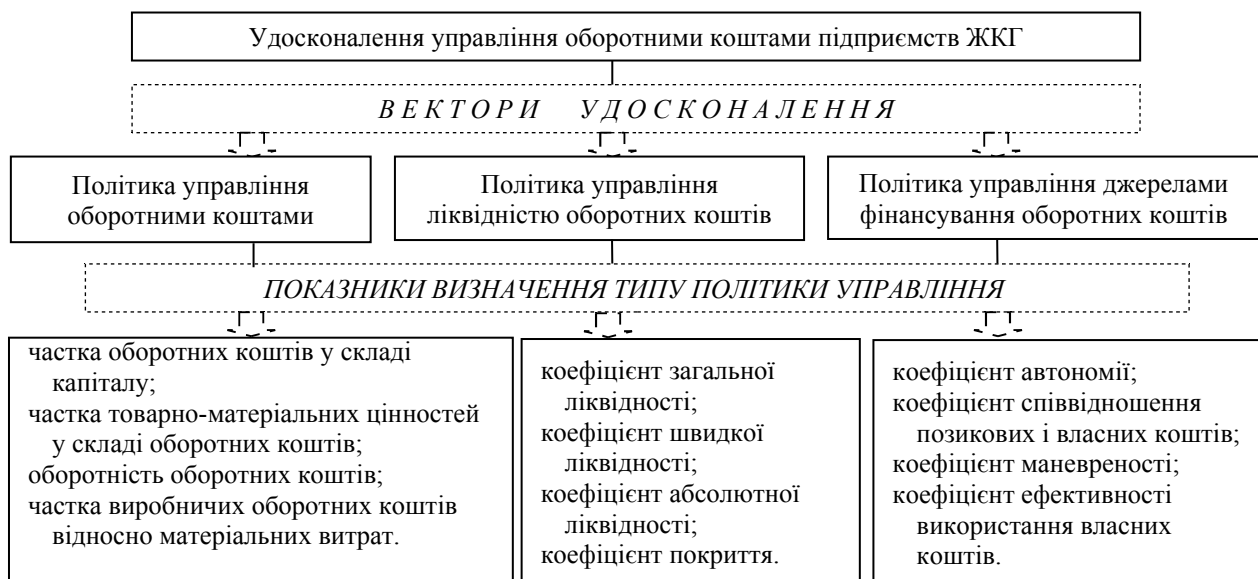 Удосконалення управління оборотними коштами підприємств ЖКГ
ВЕКТОРИ УДОСКОНАЛЕННЯ
Політика управління
оборотними коштами
Політика управління
ліквідністю оборотних коштів
Політика управління джерелами
фінансування оборотних коштів
ПОКАЗНИКИ ВИЗНАЧЕННЯ ТИПУ ПОЛІТИКИ УПРАВЛІННЯ
частка оборотних коштів у складі
капіталу;
частка товарно-матеріальних цінностей
у складі оборотних коштів;
оборотність оборотних коштів;
частка виробничих оборотних коштів
відносно матеріальних витрат.
коефіцієнт загальної
ліквідності;
коефіцієнт швидкої
ліквідності;
коефіцієнт абсолютної
ліквідності;
коефіцієнт покриття.
коефіцієнт автономії;
коефіцієнт співвідношення
позикових і власних коштів;
коефіцієнт маневреності;
коефіцієнт ефективності
використання власних
коштів.